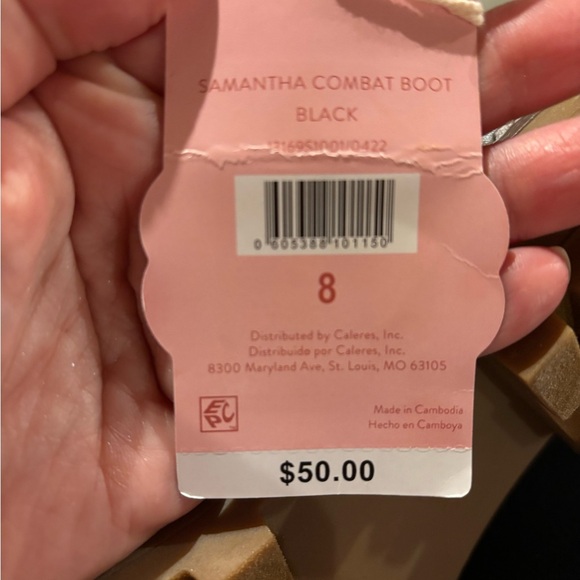 SAMANTHA COMBAT BOOT
BLACK
0 605388 101150
8
Distributed by Caleres, Inc.
Distribuido por Caleres, Inc.
8300 Maryland Ave, St. Louis, MO 63105
EPC
Made in Cambodia
Hecho en Camboya
$50.00